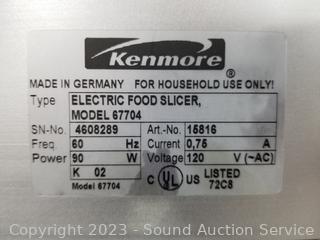 Kenmore®
MADE IN GERMANY FOR HOUSEHOLD USE ONLY!
Type ELECTRIC FOOD SLICER,
MODEL 67704
SN-No. 4608289 Art.-No. 15816
Freq. 60 Hz Current 0,75 A
Power 90 W Voltage 120 V (~AC)
K 02 C UL US LISTED
Model 67704 72C8
Copyright 2023 - Sound Auction Service